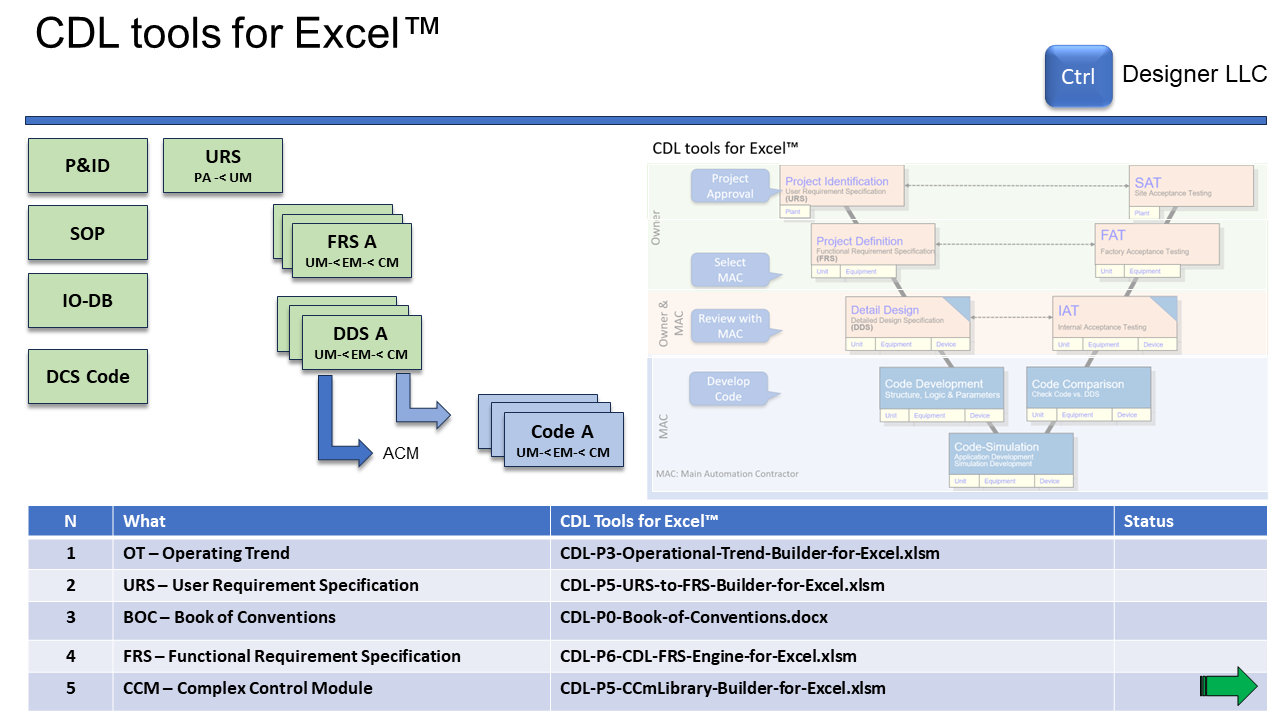 CDL tools for Excel™
Ctrl
Designer LLC
P&ID
URS
PA -< UM
SOP
FRS A
UM-< EM-< CM
IO-DB
DDS A
UM-< EM-< CM
DCS Code
Code A
UM-< EM-< CM
ACM
CDL tools for Excel™
Owner
Project
Approval
Project Identification
User Requirement Specification
(URS)
Plant
SAT
Site Acceptance Testing
Plant
Select
MAC
Project Definition
Functional Requirement Specification
(FRS)
Unit Equipment
FAT
Factory Acceptance Testing
Unit Equipment
Owner &
MAC
Review with
MAC
Detail Design
Detailed Design Specification
(DDS)
Unit Equipment Device
IAT
Internal Acceptance Testing
Unit Equipment Device
MAC
Develop
Code
Code Development
Structure, Logic & Parameters
Unit Equipment Device
Code Comparison
Check Code vs. DDS
Unit Equipment Device
Code-Simulation
Application Development
Simulation Development
Unit Equipment Device
MAC: Main Automation Contractor
N What CDL Tools for Excel™ Status
1 OT – Operating Trend CDL-P3-Operational-Trend-Builder-for-Excel.xlsm
2 URS – User Requirement Specification CDL-P5-URS-to-FRS-Builder-for-Excel.xlsm
3 BOC – Book of Conventions CDL-P0-Book-of-Conventions.docx
4 FRS – Functional Requirement Specification CDL-P6-CDL-FRS-Engine-for-Excel.xlsm
5 CCM – Complex Control Module CDL-P5-CCmLibrary-Builder-for-Excel.xlsm